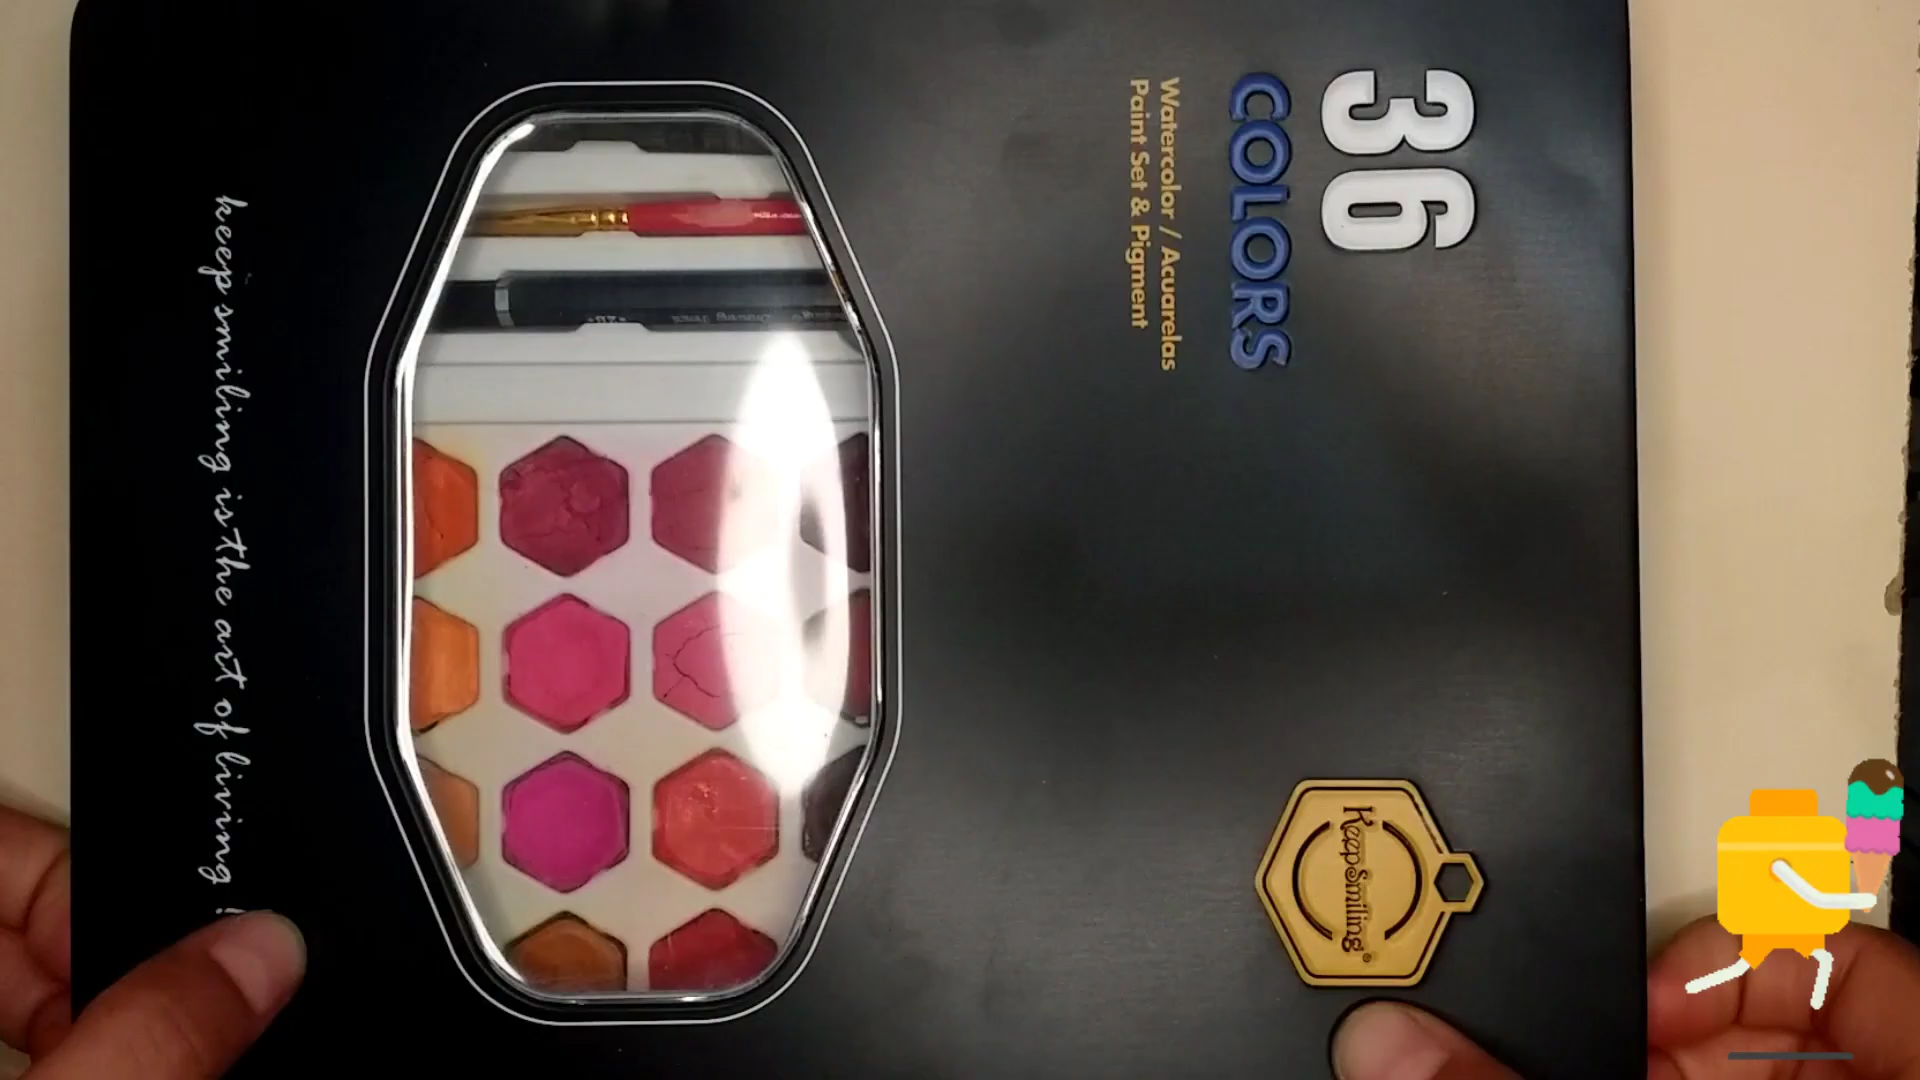 36
COLORS
Watercolor / Acuarelas
Paint Set & Pigment
KeepSmiling®
keep smiling is the art of living !